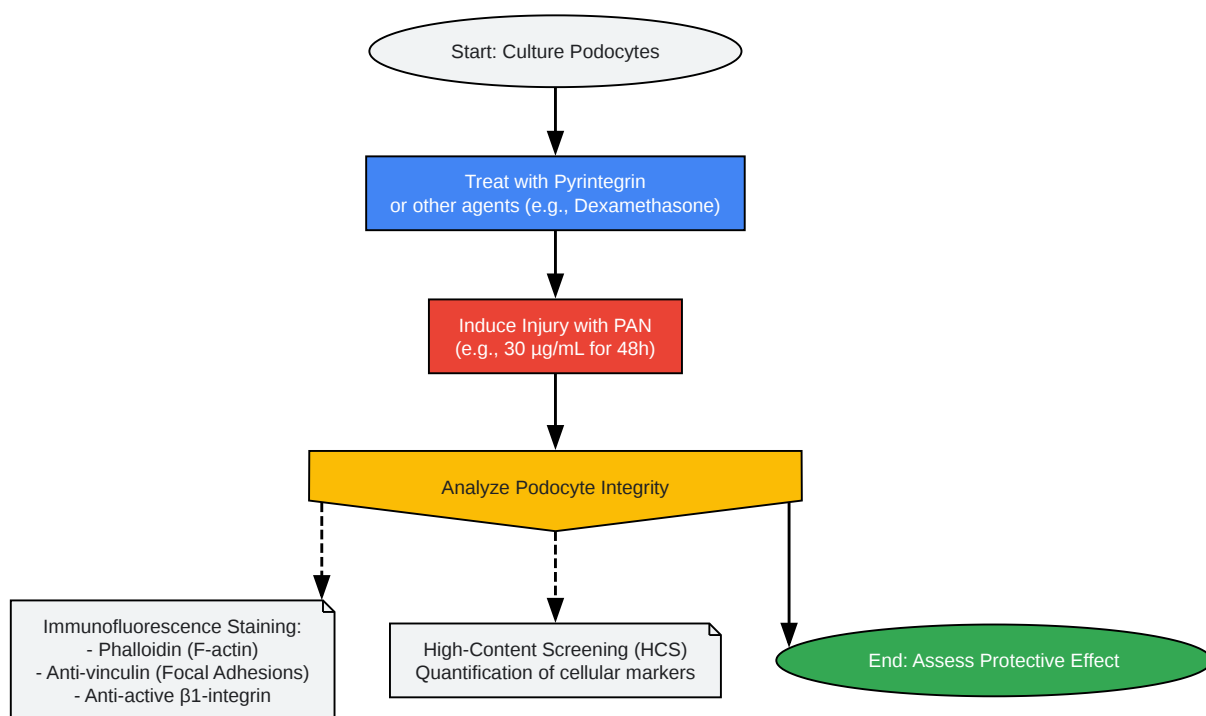 Start: Culture Podocytes
Treat with Pyrintegrin
or other agents (e.g., Dexamethasone)
Induce Injury with PAN
(e.g., 30 µg/mL for 48h)
Analyze Podocyte Integrity
Immunofluorescence Staining:
- Phalloidin (F-actin)
- Anti-vinculin (Focal Adhesions)
- Anti-active β1-integrin
High-Content Screening (HCS)
Quantification of cellular markers
End: Assess Protective Effect